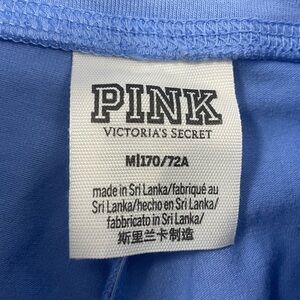 PINK
VICTORIA'S SECRET
M|170/72A
made in Sri Lanka/fabriqué au
Sri Lanka/hecho en Sri Lanka/
fabbricato in Sri Lanka/
斯里兰卡制造